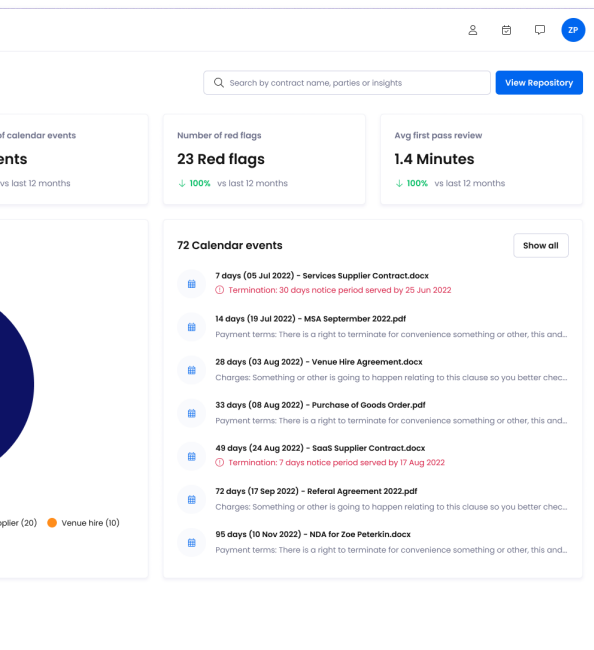 ZP
Search by contract name, parties or insights
View Repository
of calendar events
ents
vs last 12 months
Number of red flags
23 Red flags
↓ 100% vs last 12 months
Avg first pass review
1.4 Minutes
↓ 100% vs last 12 months
72 Calendar events
Show all
7 days (05 Jul 2022) - Services Supplier Contract.docx
Termination: 30 days notice period served by 25 Jun 2022
14 days (19 Jul 2022) - MSA Septermber 2022.pdf
Payment terms: There is a right to terminate for convenience something or other, this and...
28 days (03 Aug 2022) - Venue Hire Agreement.docx
Charges: Something or other is going to happen relating to this clause so you better chec...
33 days (08 Aug 2022) - Purchase of Goods Order.pdf
Payment terms: There is a right to terminate for convenience something or other, this and...
49 days (24 Aug 2022) - SaaS Supplier Contract.docx
Termination: 7 days notice period served by 17 Aug 2022
72 days (17 Sep 2022) - Referal Agreement 2022.pdf
Charges: Something or other is going to happen relating to this clause so you better chec...
95 days (10 Nov 2022) - NDA for Zoe Peterkin.docx
Payment terms: There is a right to terminate for convenience something or other, this and...
plier (20) Venue hire (10)